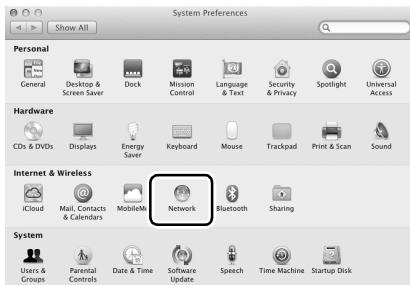 System Preferences
Show All
Personal
General
Desktop &
Screen Saver
Dock
Mission
Control
Language
& Text
Security
& Privacy
Spotlight
Universal
Access
Hardware
CDs & DVDs
Displays
Energy
Saver
Keyboard
Mouse
Trackpad
Print & Scan
Sound
Internet & Wireless
iCloud
Mail, Contacts
& Calendars
MobileMe
Network
Bluetooth
Sharing
System
Users &
Groups
Parental
Controls
Date & Time
Software
Update
Speech
Time Machine
Startup Disk